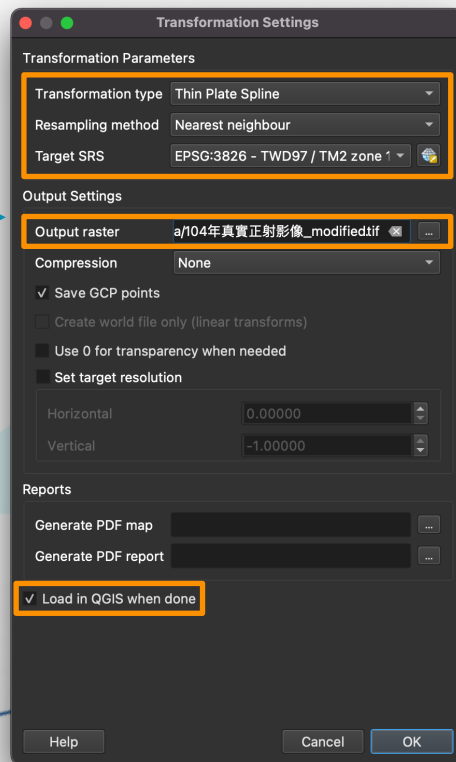 Transformation Settings
Transformation Parameters
Transformation type Thin Plate Spline
Resampling method Nearest neighbour
Target SRS EPSG:3826 - TWD97 / TM2 zone 1
Output Settings
Output raster a/104年真實正射影像_modified.tif ...
Compression None
Save GCP points
Create world file only (linear transforms)
Use 0 for transparency when needed
Set target resolution
Horizontal 0.00000
Vertical -1.00000
Reports
Generate PDF map ...
Generate PDF report ...
Load in QGIS when done
Help Cancel OK